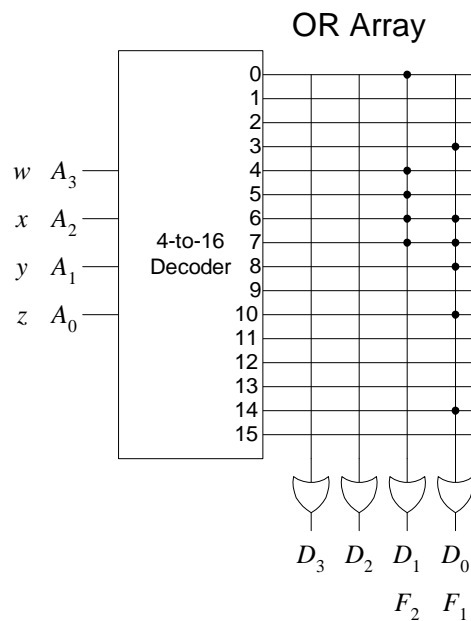 OR Array
0
1
2
3
w A₃ 4
5
x A₂ 6
4-to-16 7
y A₁ Decoder 8
9
z A₀ 10
11
12
13
14
15
D₃ D₂ D₁ D₀
F₂ F₁